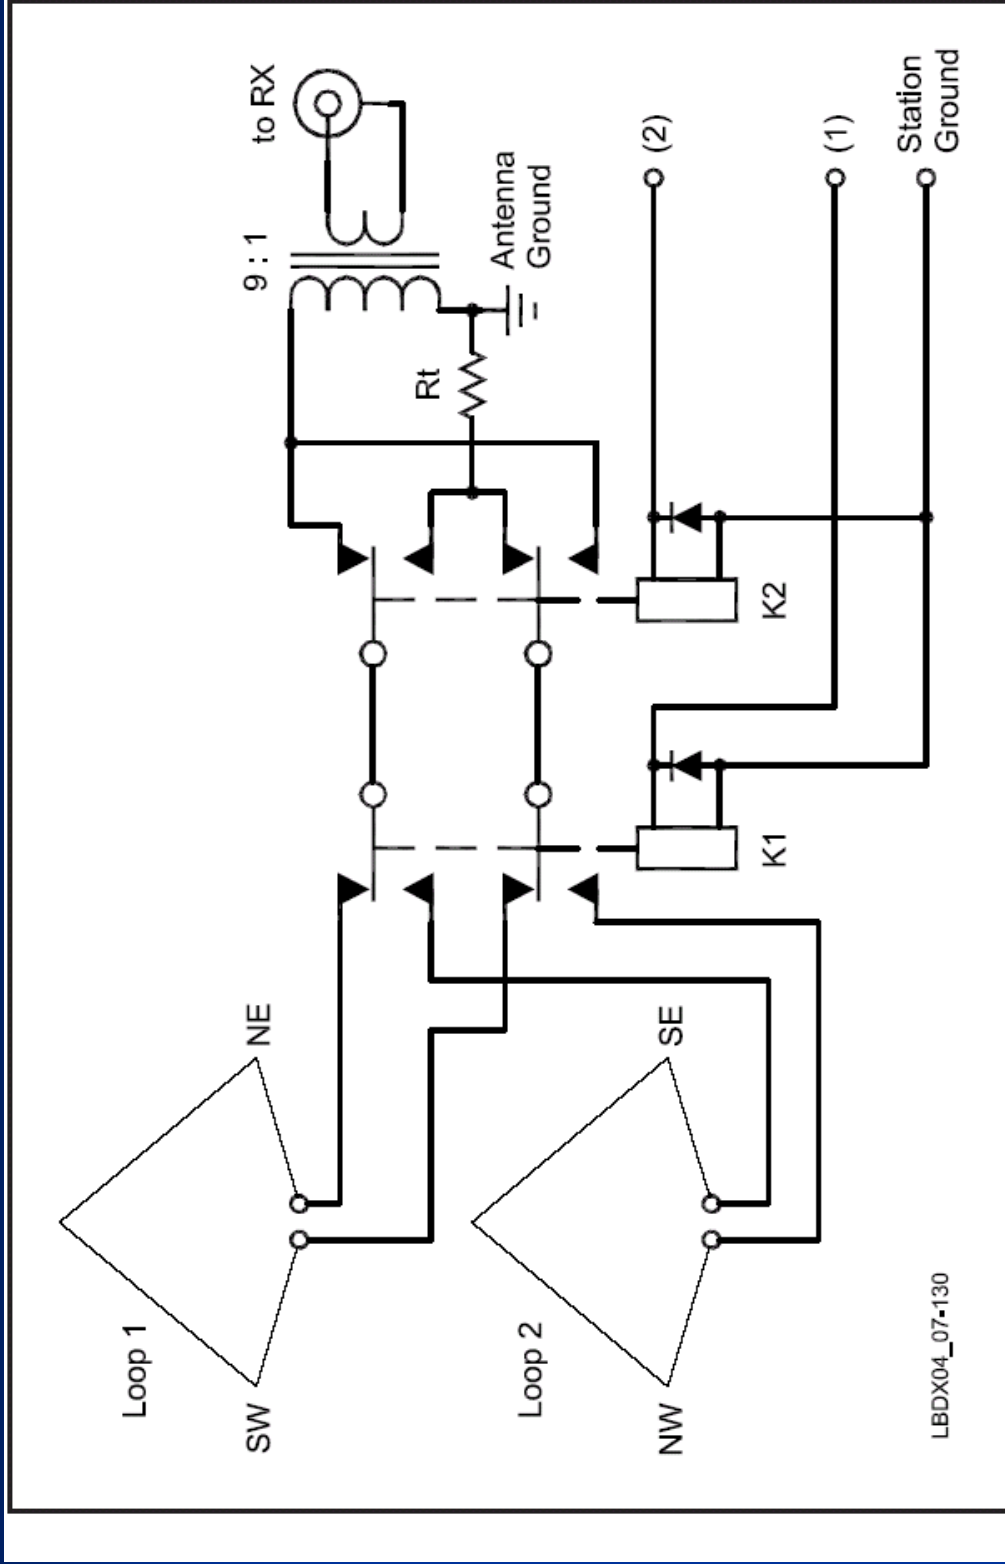 Loop 1
SW
NE
Loop 2
NW
SE
9 : 1
to RX
Rt
Antenna
Ground
K1
K2
(2)
(1)
Station
Ground
LBDX04_07-130